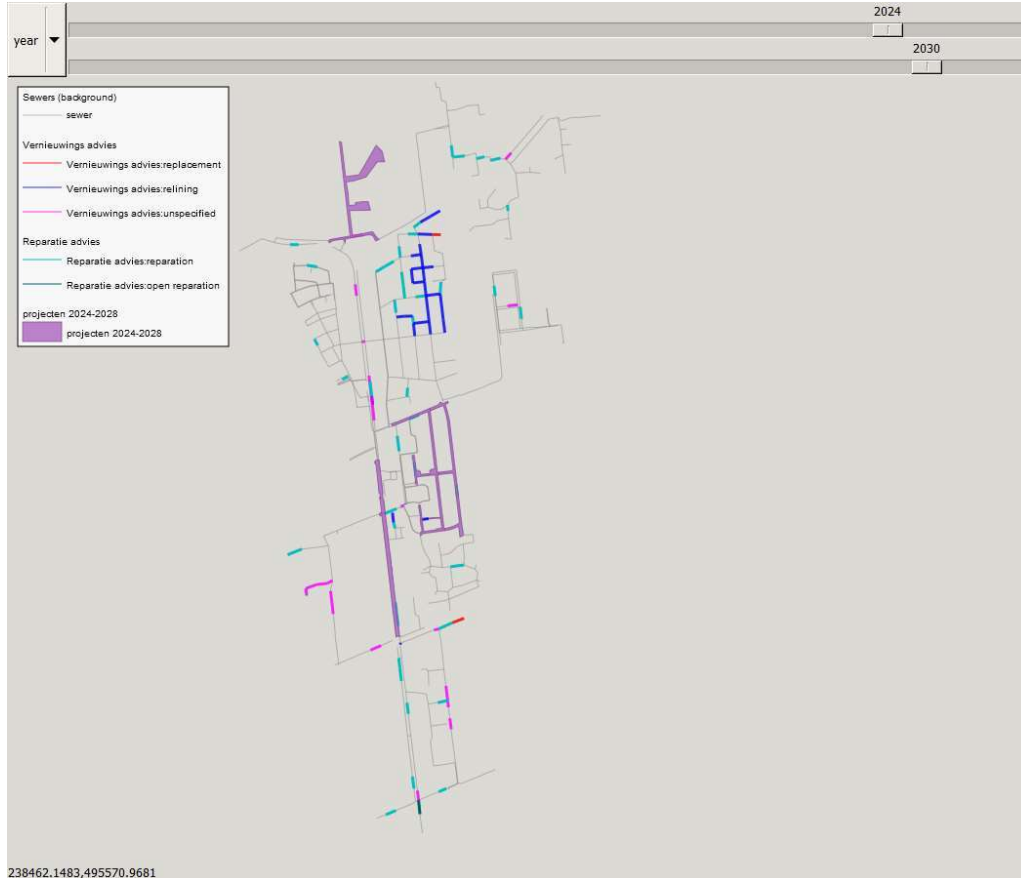 2024
year
2030
Sewers (background)
sewer
Vernieuwings advies
Vernieuwings advies:replacement
Vernieuwings advies:relining
Vernieuwings advies:unspecified
Reparatie advies
Reparatie advies:reparation
Reparatie advies:open reparation
projecten 2024-2028
projecten 2024-2028
238462.1483,495570.9681